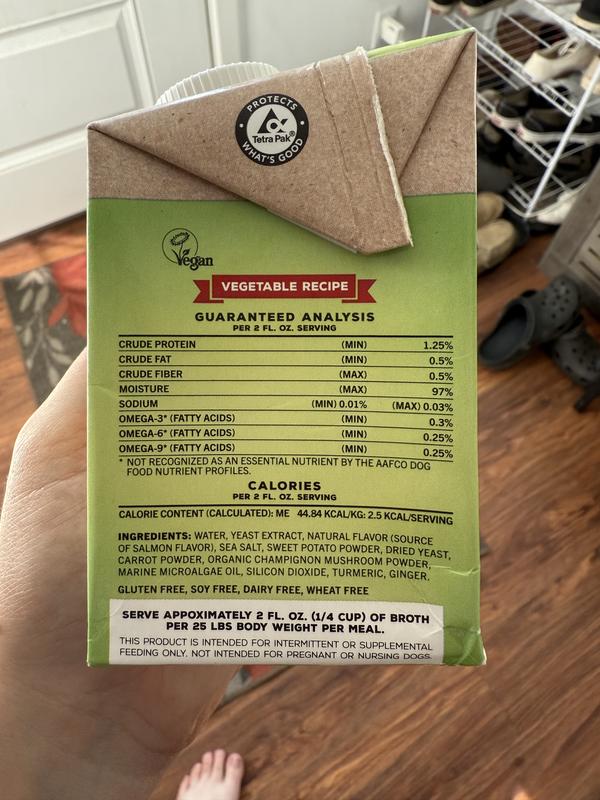 PROTECTS
Tetra Pak®
WHAT'S GOOD
Vegan
VEGETABLE RECIPE
GUARANTEED ANALYSIS
PER 2 FL. OZ. SERVING
CRUDE PROTEIN (MIN) 1.25%
CRUDE FAT (MIN) 0.5%
CRUDE FIBER (MAX) 0.5%
MOISTURE (MAX) 97%
SODIUM (MIN) 0.01% (MAX) 0.03%
OMEGA-3* (FATTY ACIDS) (MIN) 0.3%
OMEGA-6* (FATTY ACIDS) (MIN) 0.25%
OMEGA-9* (FATTY ACIDS) (MIN) 0.25%
* NOT RECOGNIZED AS AN ESSENTIAL NUTRIENT BY THE AAFCO DOG
FOOD NUTRIENT PROFILES.
CALORIES
PER 2 FL. OZ. SERVING
CALORIE CONTENT (CALCULATED): ME 44.84 KCAL/KG: 2.5 KCAL/SERVING
INGREDIENTS: WATER, YEAST EXTRACT, NATURAL FLAVOR (SOURCE
OF SALMON FLAVOR), SEA SALT, SWEET POTATO POWDER, DRIED YEAST,
CARROT POWDER, ORGANIC CHAMPIGNON MUSHROOM POWDER,
MARINE MICROALGAE OIL, SILICON DIOXIDE, TURMERIC, GINGER.
GLUTEN FREE, SOY FREE, DAIRY FREE, WHEAT FREE
SERVE APPOXIMATELY 2 FL. OZ. (1/4 CUP) OF BROTH
PER 25 LBS BODY WEIGHT PER MEAL.
THIS PRODUCT IS INTENDED FOR INTERMITTENT OR SUPPLEMENTAL
FEEDING ONLY. NOT INTENDED FOR PREGNANT OR NURSING DOGS.